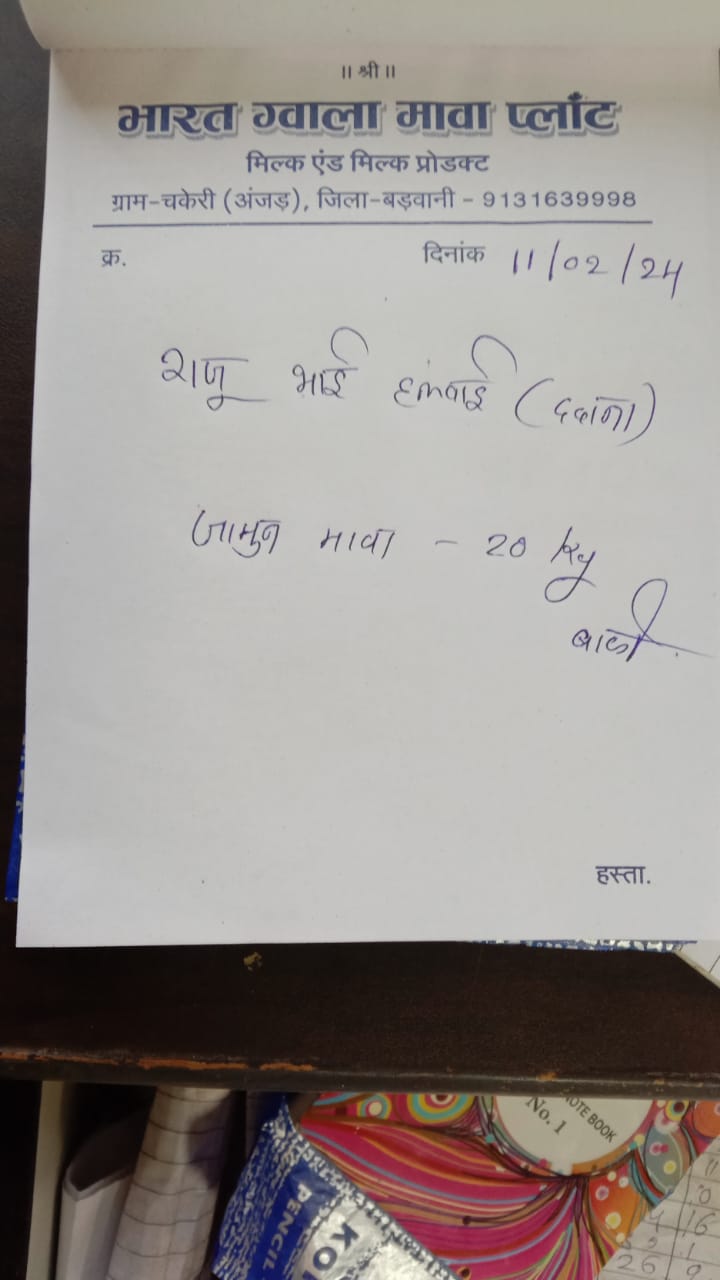 ॥ श्री ॥
भारत ग्वाला मावा प्लाँट
मिल्क एंड मिल्क प्रोडक्ट
ग्राम-चकेरी (अंजड़), जिला-बड़वानी - 9131639998
क्र. दिनांक 11/02/24
राजू भाई हलवाई
जामुन मावा - 20 kg
बाकी
हस्ता.
NOTE BOOK
No. 1
PENCIL
KO
16
26